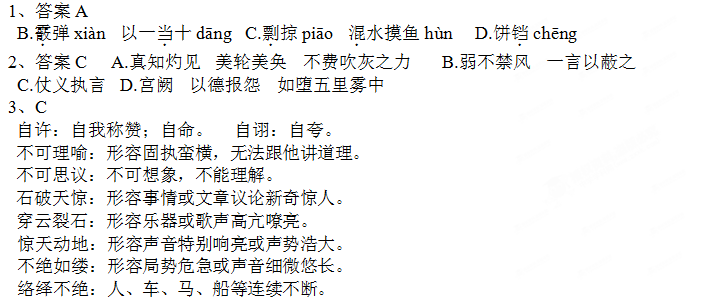 1、答案A
B.霰弹 xiàn 以一当十 dāng C.剽掠 piāo 混水摸鱼 hùn D.饼铛 chēng
2、答案C A.真知灼见 美轮美奂 不费吹灰之力 B.弱不禁风 一言以蔽之
C.仗义执言 D.宫阙 以德报怨 如堕五里雾中
3、C
自许：自我称赞；自命。 自诩：自夸。
不可理喻：形容固执蛮横，无法跟他讲道理。
不可思议：不可想象，不能理解。
石破天惊：形容事情或文章议论新奇惊人。
穿云裂石：形容乐器或歌声高亢嘹亮。
惊天动地：形容声音特别响亮或声势浩大。
不绝如缕：形容局势危急或声音细微悠长。
络绎不绝：人、车、马、船等连续不断。